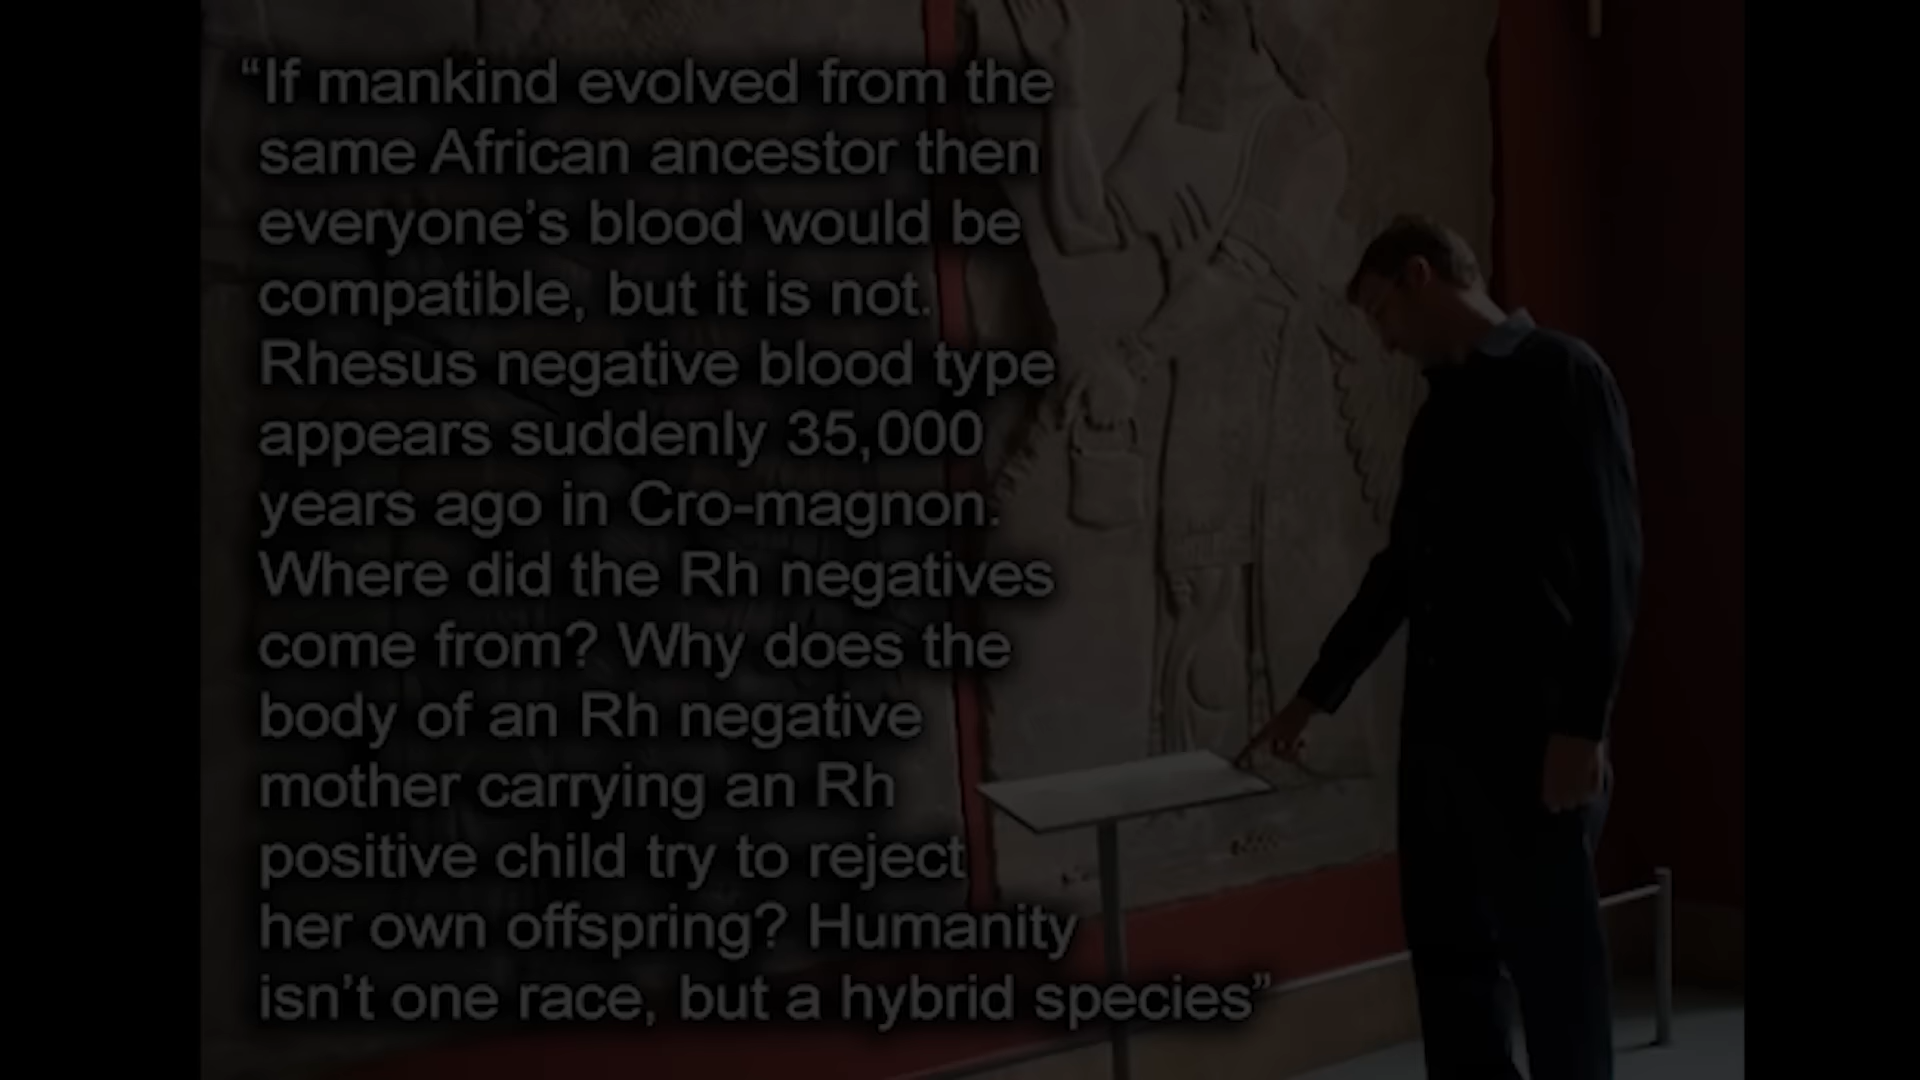 “If mankind evolved from the
same African ancestor then
everyone’s blood would be
compatible, but it is not.
Rhesus negative blood type
appears suddenly 35,000
years ago in Cro-magnon.
Where did the Rh negatives
come from? Why does the
body of an Rh negative
mother carrying an Rh
positive child try to reject
her own offspring? Humanity
isn’t one race, but a hybrid species”